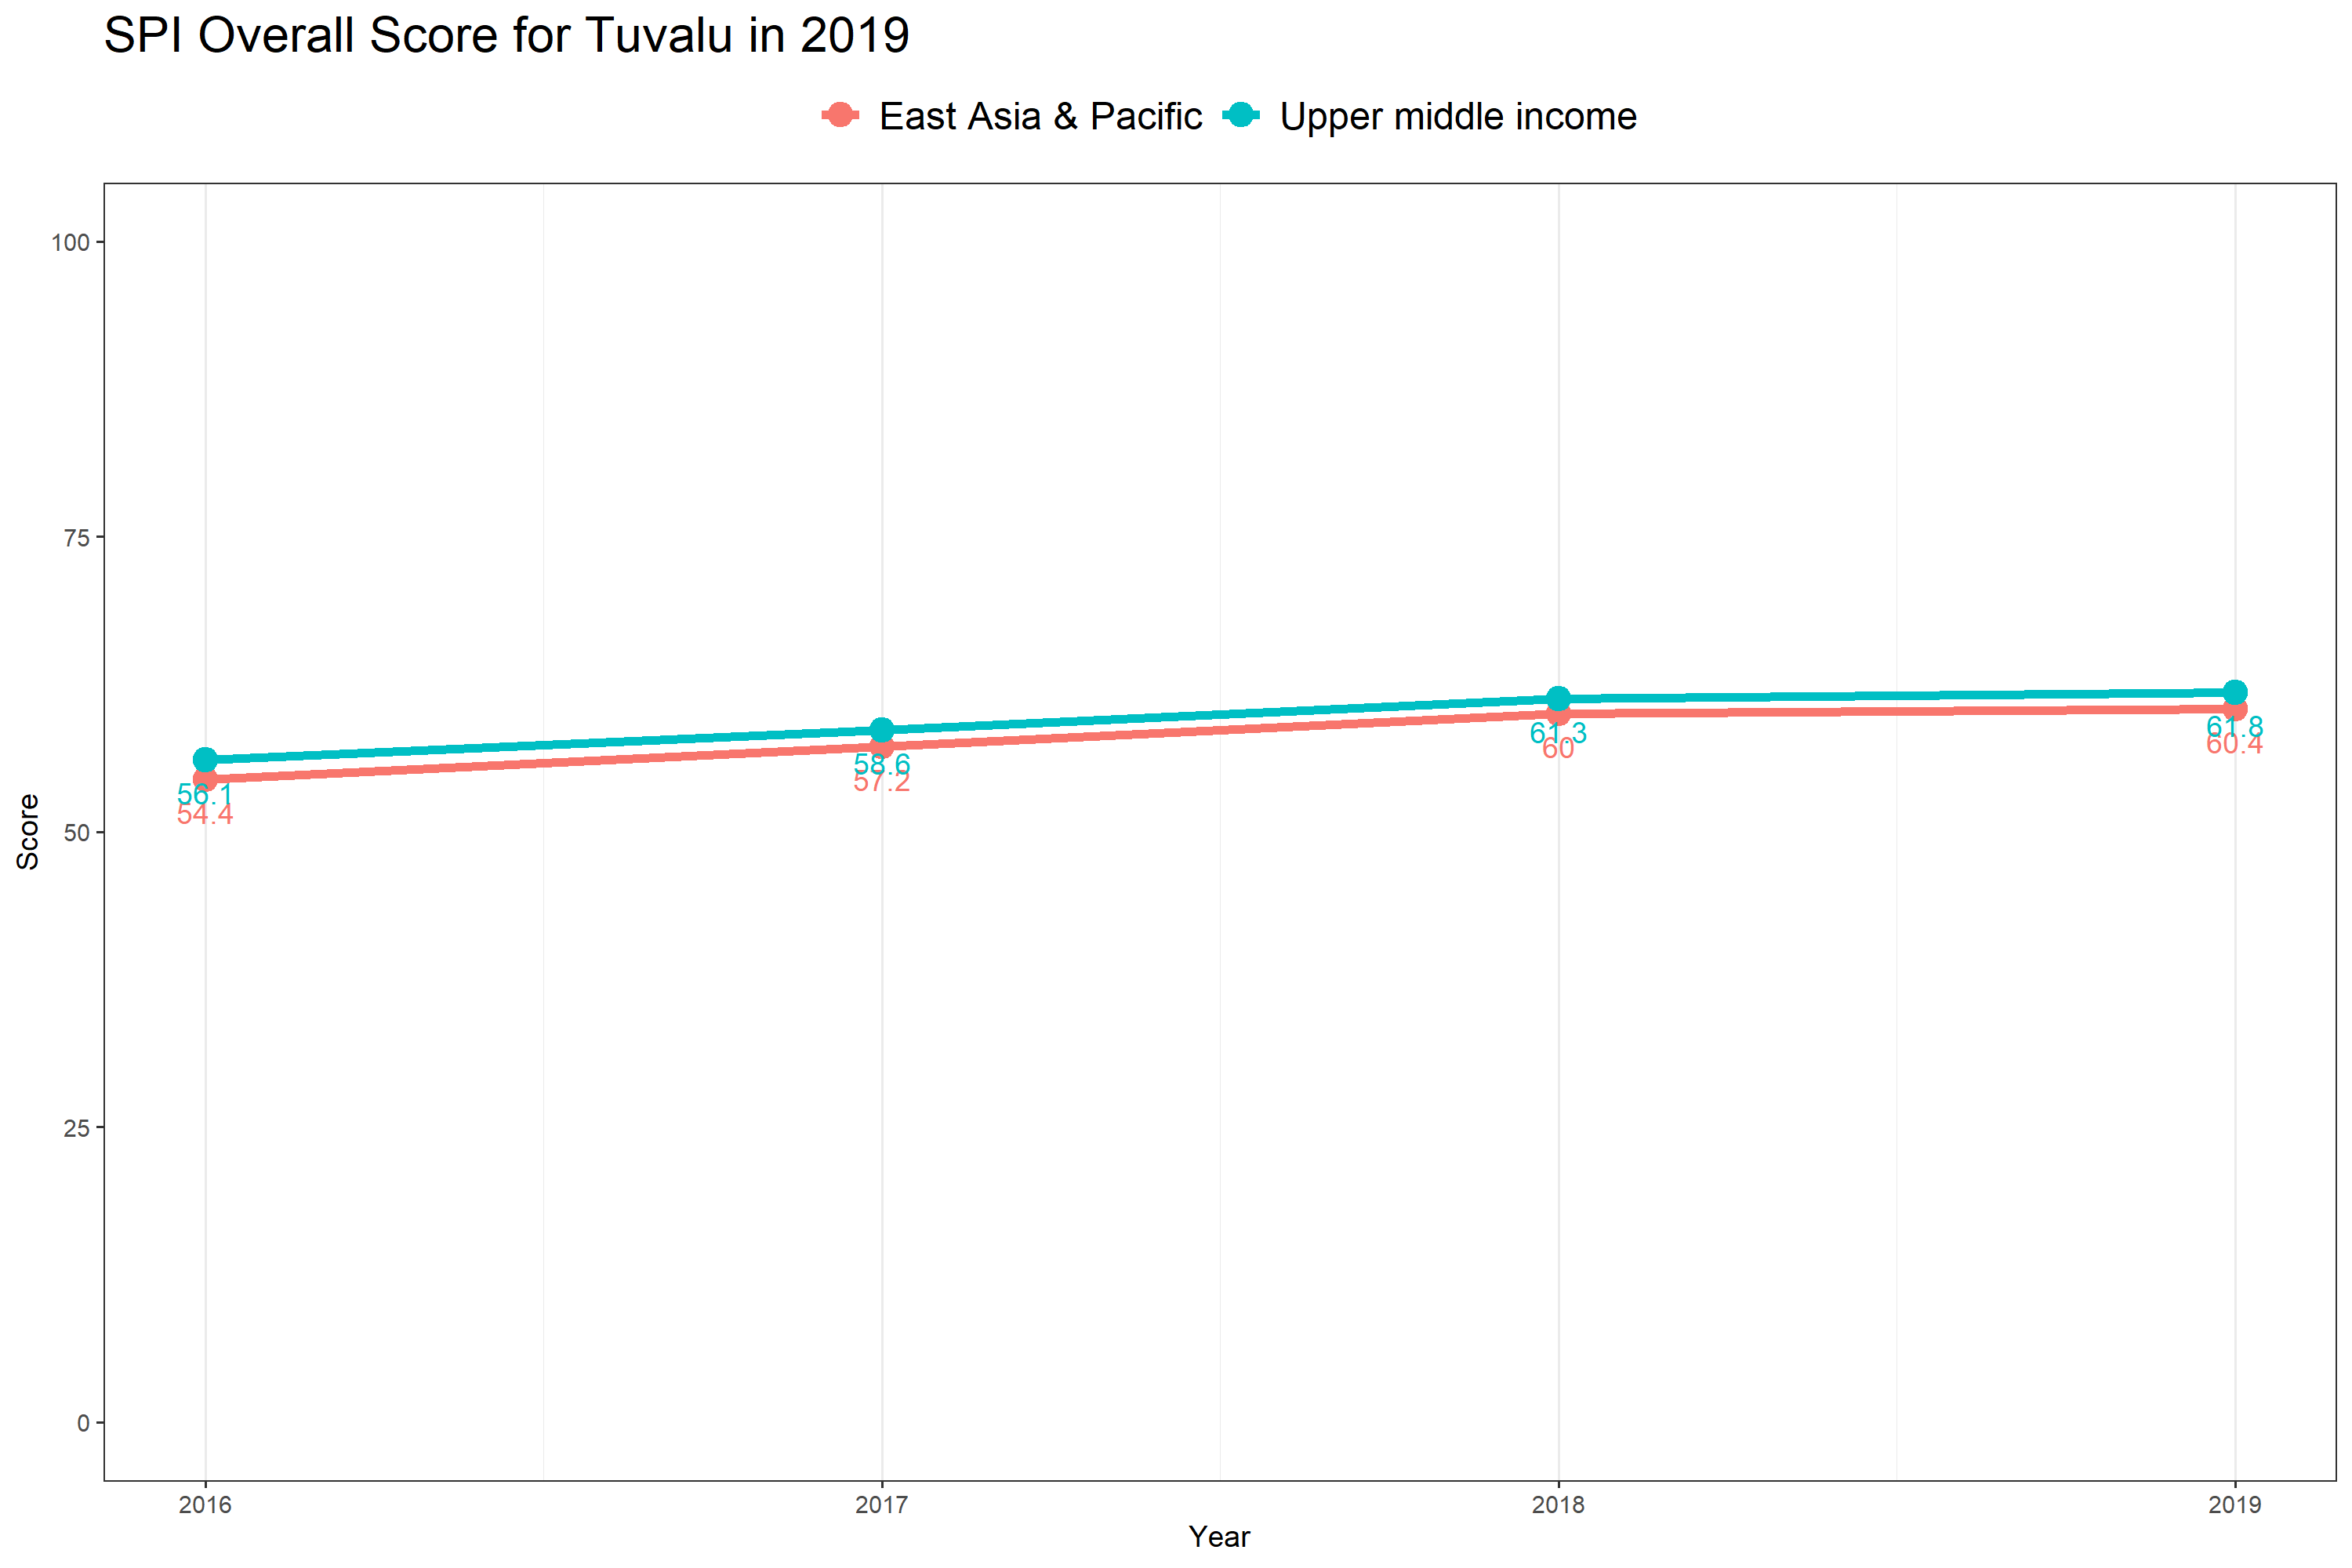 SPI Overall Score for Tuvalu in 2019
East Asia & Pacific Upper middle income
100
75
50
25
0
Score
56.1
54.4
58.6
57.2
61.3
60
61.8
60.4
2016 2017 2018 2019
Year